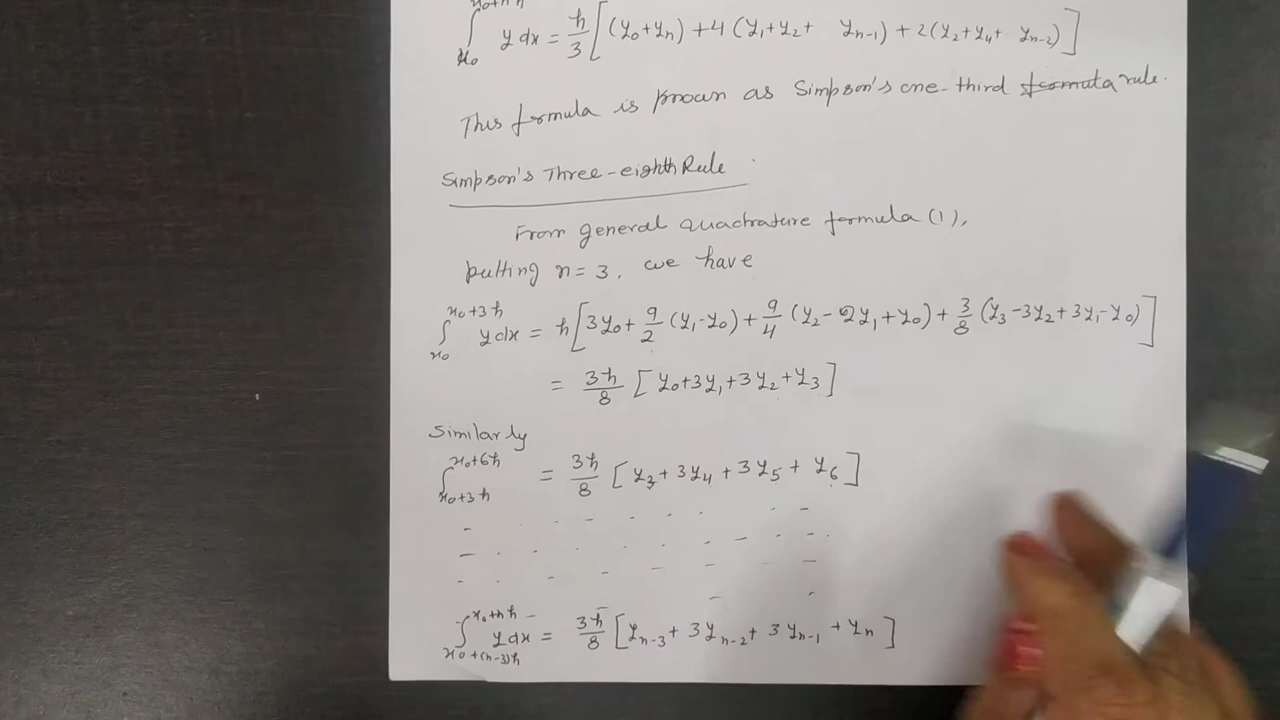 ∫_{x₀}^{x₀+nh} y dx = h/3 [(y₀+yₙ) + 4(y₁+y₂+ yₙ₋₁) + 2(y₂+y₄+ yₙ₋₂)]
This formula is known as Simpson's one-third formula rule.
Simpson's Three-eighth Rule
From general quadrature formula (1),
putting n = 3, we have
∫_{x₀}^{x₀+3h} y dx = h[3y₀ + 9/2 (y₁-y₀) + 9/4 (y₂-2y₁+y₀) + 3/8 (y₃-3y₂+3y₁-y₀)]
= 3h/8 [y₀+3y₁+3y₂+y₃]
Similarly
∫_{x₀+3h}^{x₀+6h} = 3h/8 [y₃+3y₄+3y₅+y₆]
∫_{x₀+(n-3)h}^{x₀+nh} y dx = 3h/8 [yₙ₋₃+3yₙ₋₂+3yₙ₋₁+yₙ]